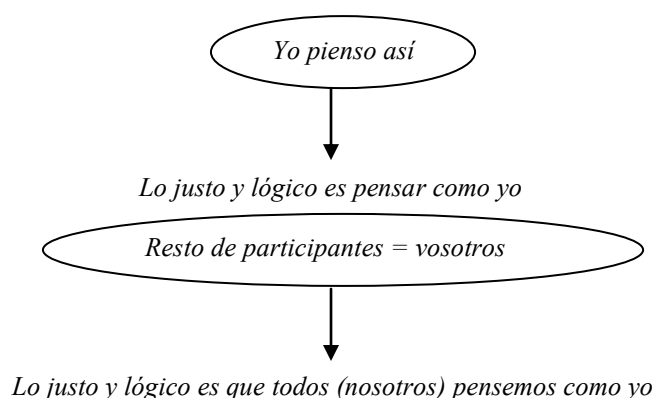 Yo pienso así
Lo justo y lógico es pensar como yo
Resto de participantes = vosotros
Lo justo y lógico es que todos (nosotros) pensemos como yo